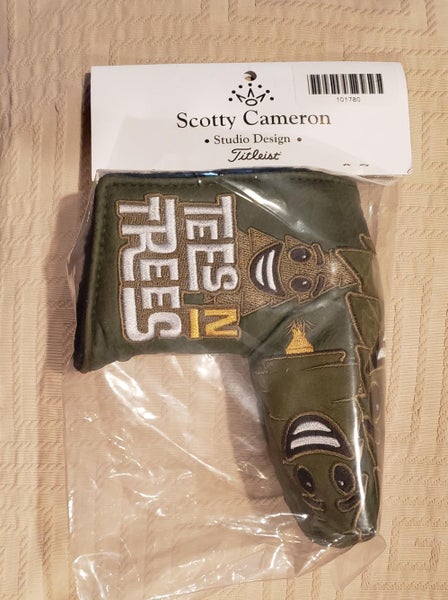 101780
Scotty Cameron
• Studio Design •
Titleist
TEES IN
TREES